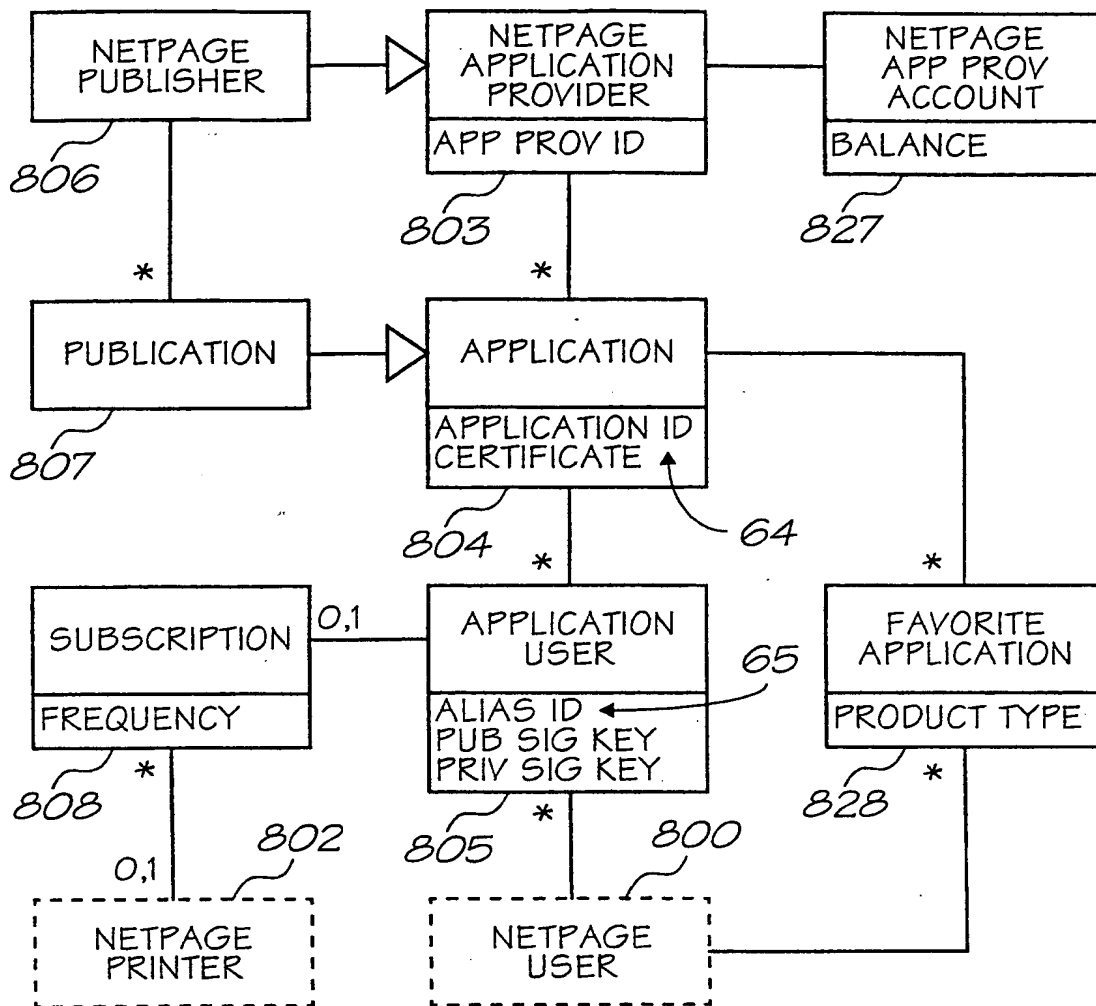 NETPAGE
PUBLISHER
NETPAGE
APPLICATION
PROVIDER
APP PROV ID
NETPAGE
APP PROV
ACCOUNT
BALANCE
806
803
827
*
*
PUBLICATION
APPLICATION
APPLICATION ID
CERTIFICATE
807
804
64
*
*
SUBSCRIPTION
FREQUENCY
0,1
APPLICATION
USER
ALIAS ID
PUB SIG KEY
PRIV SIG KEY
65
FAVORITE
APPLICATION
PRODUCT TYPE
808
*
805
*
828
*
802
800
0,1
NETPAGE
PRINTER
NETPAGE
USER